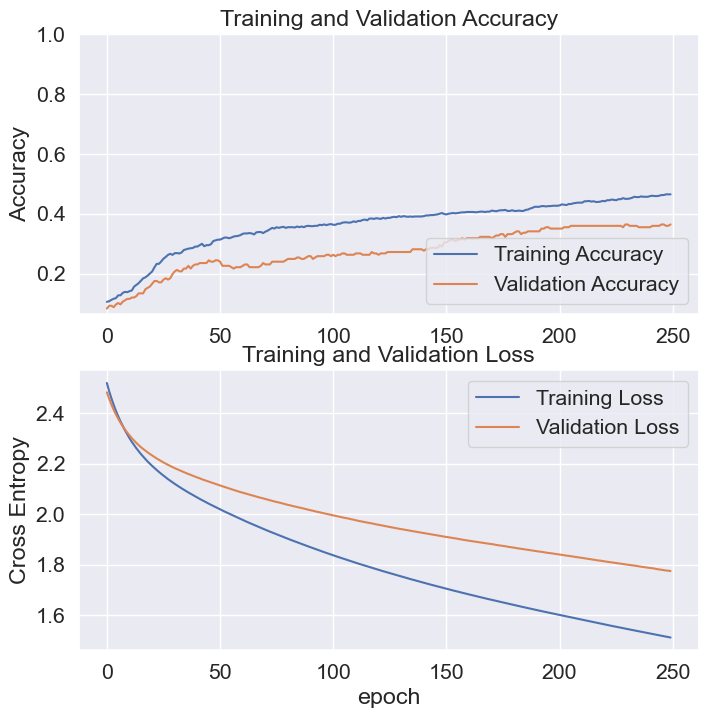 Training and Validation Accuracy
1.0
0.8
0.6
0.4
0.2
Accuracy
Training Accuracy
Validation Accuracy
0 50 100 150 200 250
Training and Validation Loss
2.4
2.2
2.0
1.8
1.6
Cross Entropy
Training Loss
Validation Loss
0 50 100 150 200 250
epoch